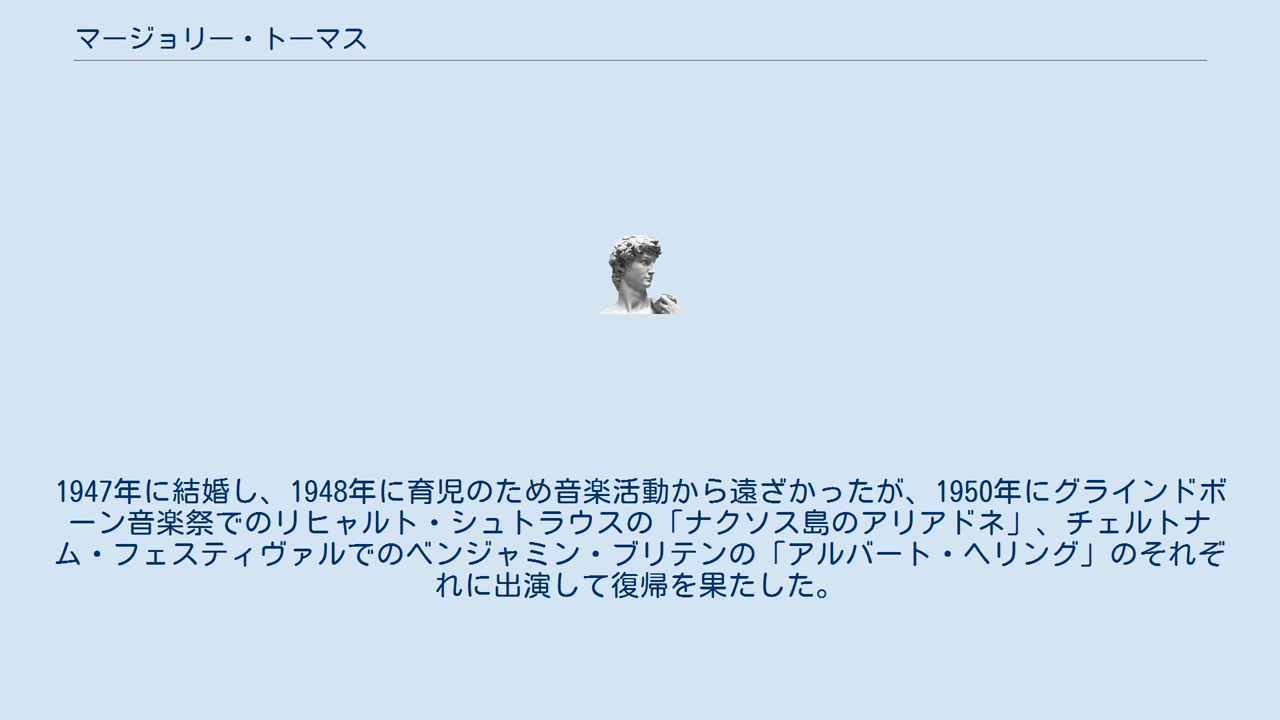 マージョリー・トーマス
1947年に結婚し、1948年に育児のため音楽活動から遠ざかったが、1950年にグラインドボ
ーン音楽祭でのリヒャルト・シュトラウスの「ナクソス島のアリアドネ」、チェルトナ
ム・フェスティヴァルでのベンジャミン・ブリテンの「アルバート・ヘリング」のそれぞ
れに出演して復帰を果たした。